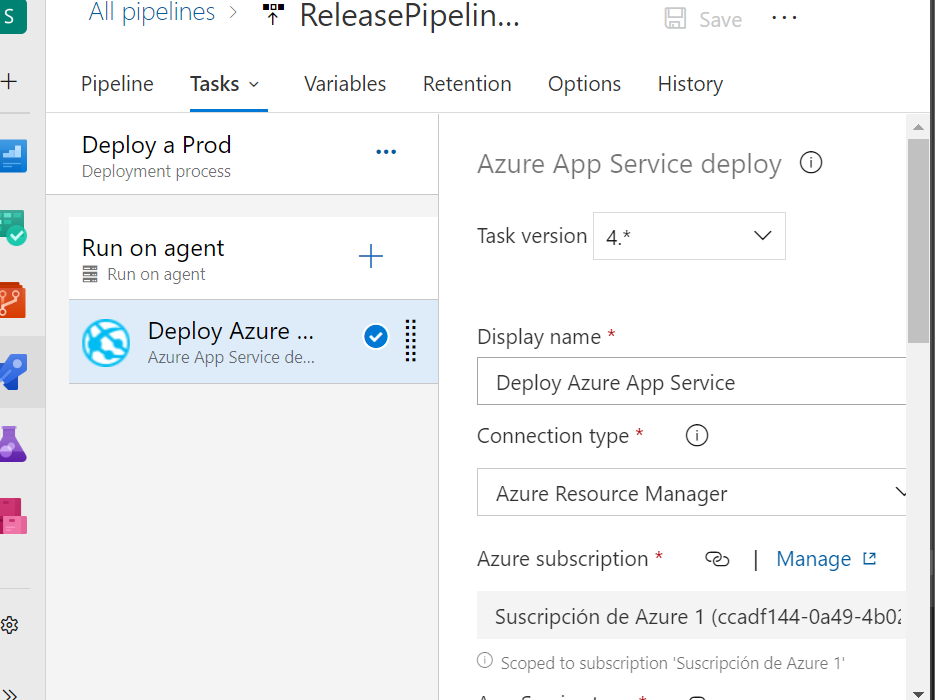 S
All pipelines > ReleasePipelin...
Save ...
Pipeline Tasks Variables Retention Options History
Deploy a Prod
Deployment process
Run on agent
Run on agent
Deploy Azure ...
Azure App Service de...
Azure App Service deploy
Task version 4.*
Display name *
Deploy Azure App Service
Connection type *
Azure Resource Manager
Azure subscription * | Manage
Suscripción de Azure 1 (ccadf144-0a49-4b02
Scoped to subscription 'Suscripción de Azure 1'